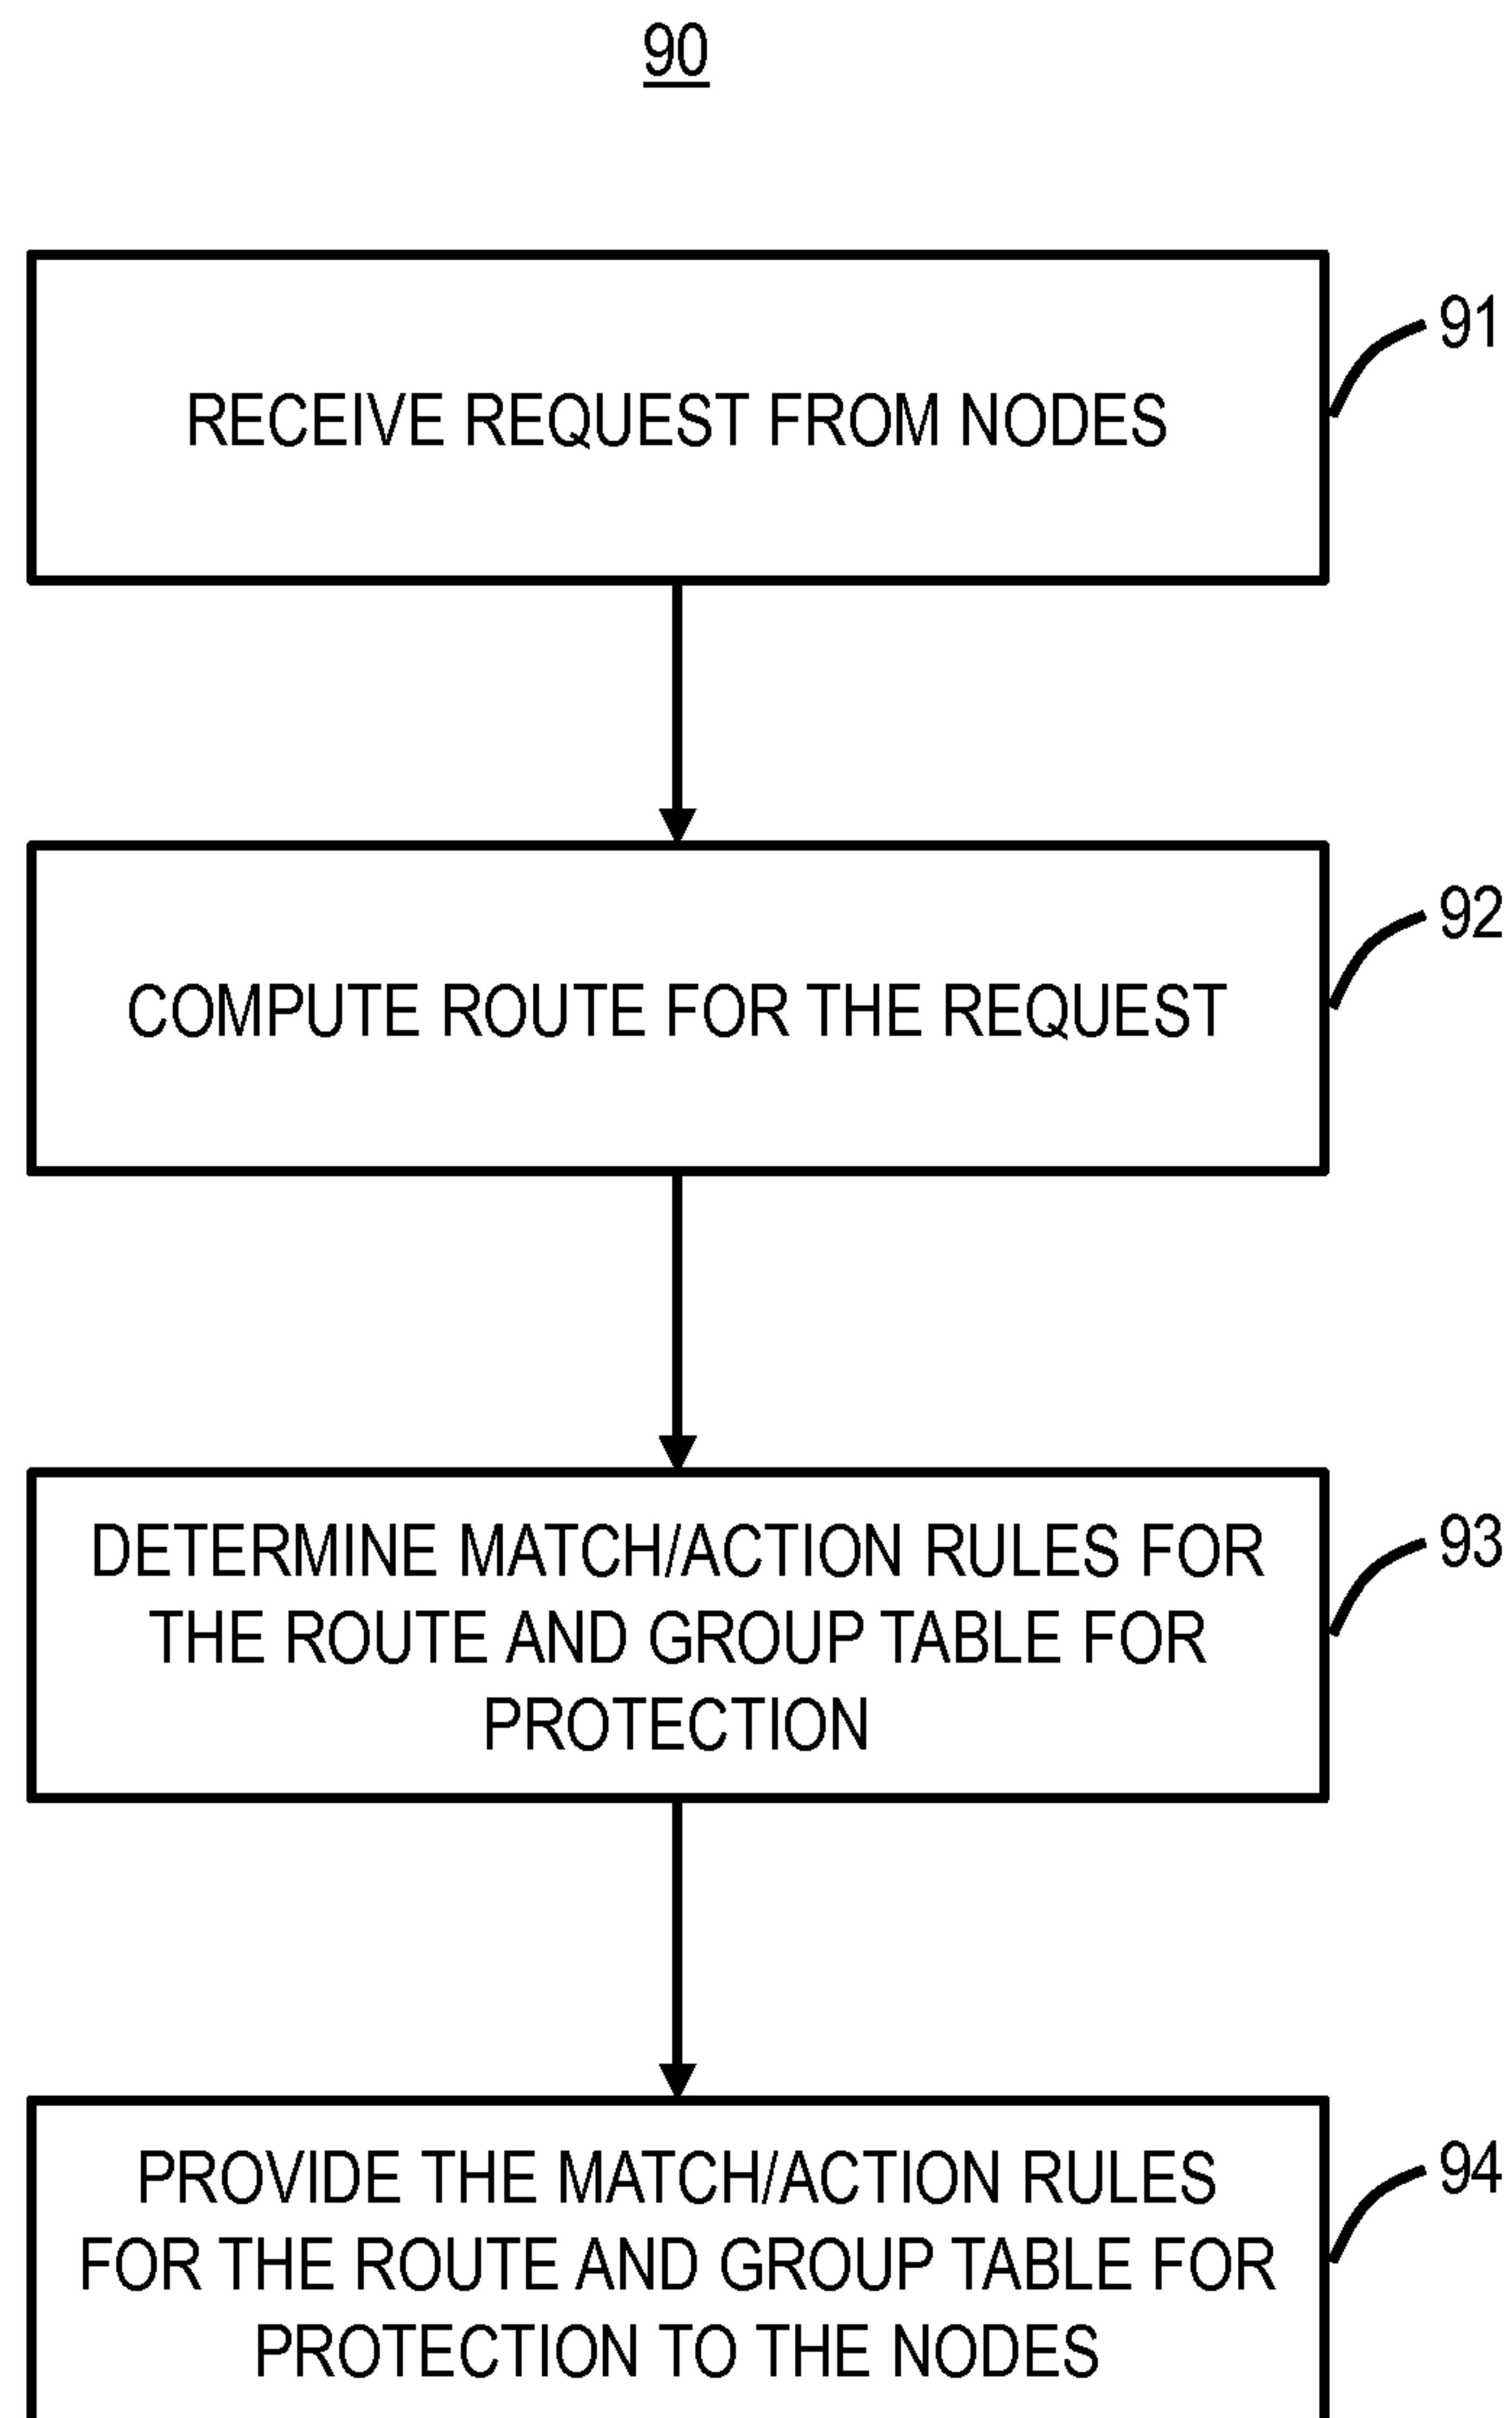 90
RECEIVE REQUEST FROM NODES
91
COMPUTE ROUTE FOR THE REQUEST
92
DETERMINE MATCH/ACTION RULES FOR
THE ROUTE AND GROUP TABLE FOR
PROTECTION
93
PROVIDE THE MATCH/ACTION RULES
FOR THE ROUTE AND GROUP TABLE FOR
PROTECTION TO THE NODES
94